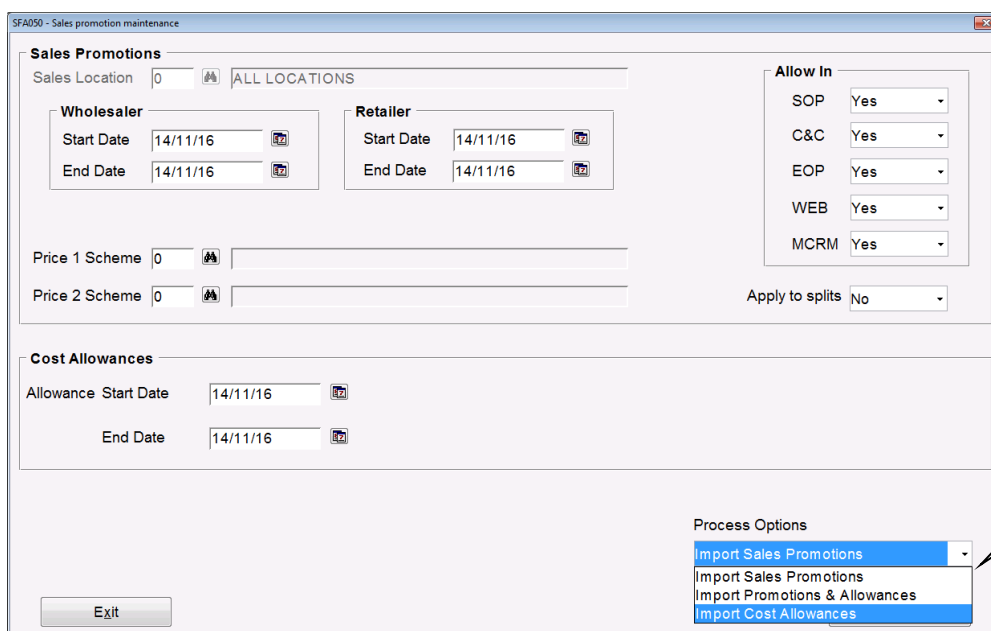 SFA050 - Sales promotion maintenance
Sales Promotions
Sales Location 0 ALL LOCATIONS
Allow In
Wholesaler
Retailer
Start Date 14/11/16
Start Date 14/11/16
End Date 14/11/16
End Date 14/11/16
SOP Yes
C&C Yes
EOP Yes
WEB Yes
MCRM Yes
Price 1 Scheme 0
Price 2 Scheme 0
Apply to splits No
Cost Allowances
Allowance Start Date 14/11/16
End Date 14/11/16
Process Options
Import Sales Promotions
Import Sales Promotions
Import Promotions & Allowances
Import Cost Allowances
Exit